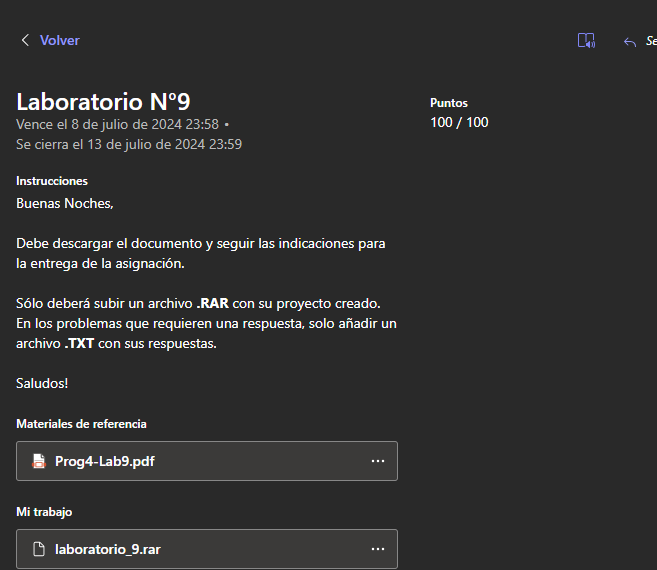 Volver
Laboratorio N°9
Vence el 8 de julio de 2024 23:58 •
Se cierra el 13 de julio de 2024 23:59
Puntos
100 / 100
Instrucciones
Buenas Noches,
Debe descargar el documento y seguir las indicaciones para
la entrega de la asignación.
Sólo deberá subir un archivo .RAR con su proyecto creado.
En los problemas que requieren una respuesta, solo añadir un
archivo .TXT con sus respuestas.
Saludos!
Materiales de referencia
Prog4-Lab9.pdf
Mi trabajo
laboratorio_9.rar